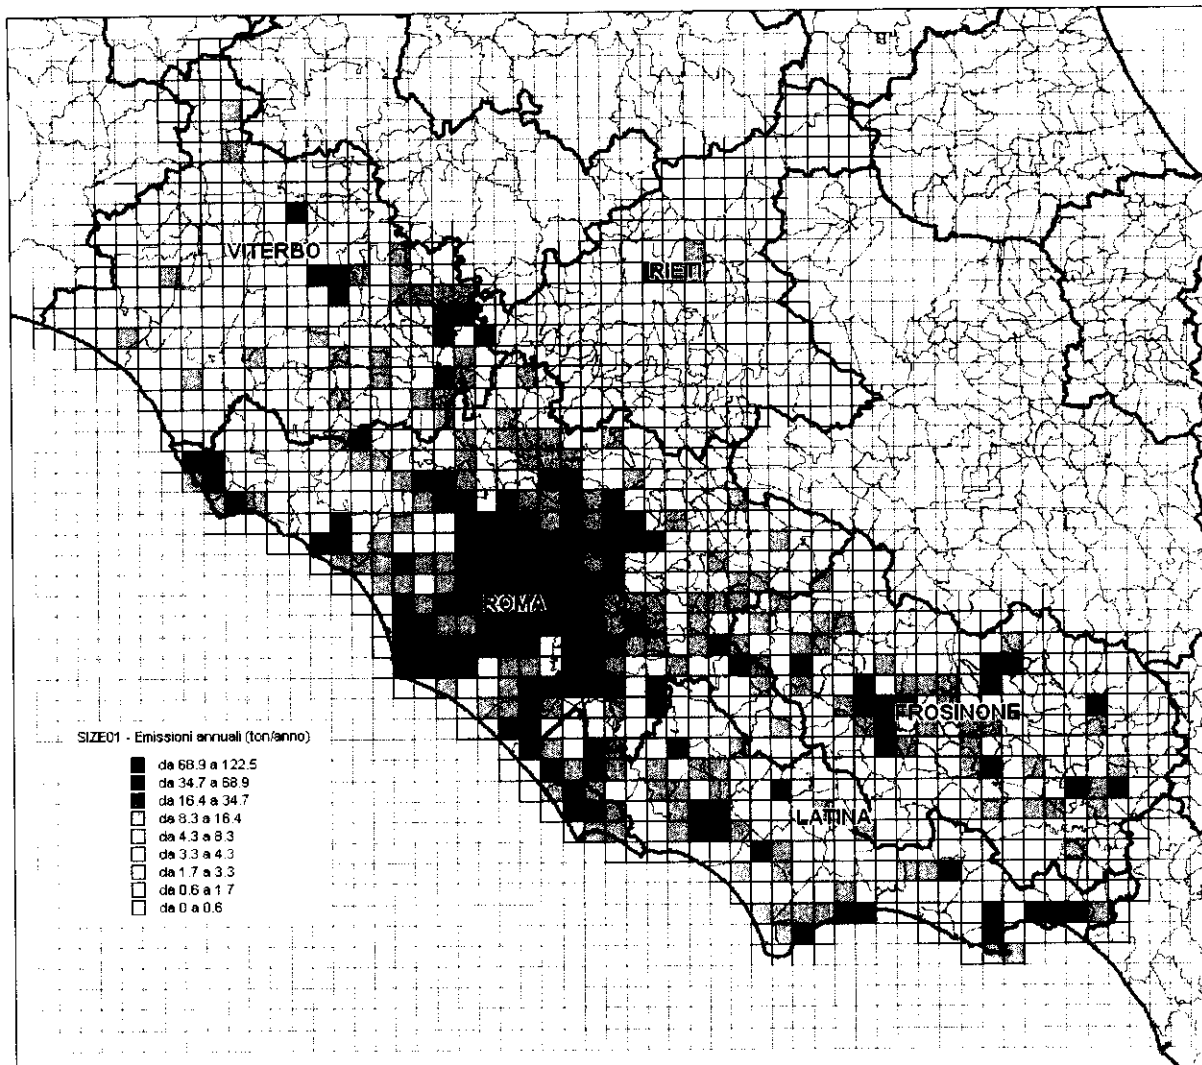 VITERBO
RIETI
ROMA
FROSINONE
LATINA
SIZE01 - Emissioni annuali (ton/anno)
da 68.9 a 122.5
da 34.7 a 68.9
da 16.4 a 34.7
da 8.3 a 16.4
da 4.3 a 8.3
da 3.3 a 4.3
da 1.7 a 3.3
da 0.6 a 1.7
da 0 a 0.6